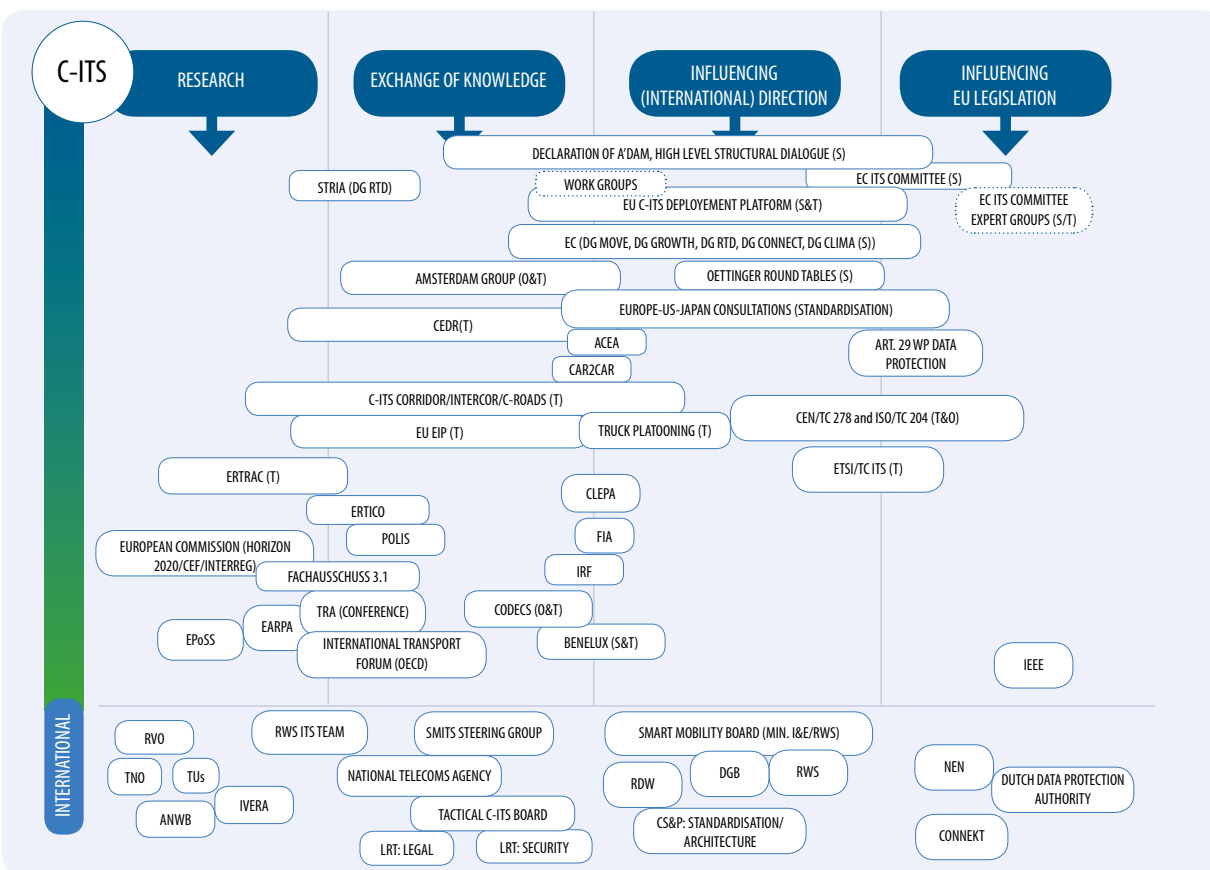 C-ITS
RESEARCH
EXCHANGE OF KNOWLEDGE
INFLUENCING
(INTERNATIONAL) DIRECTION
INFLUENCING
EU LEGISLATION
DECLARATION OF A'DAM, HIGH LEVEL STRUCTURAL DIALOGUE (S)
STRIA (DG RTD)
WORK GROUPS
EC ITS COMMITTEE (S)
EU C-ITS DEPLOYEMENT PLATFORM (S&T)
EC ITS COMMITTEE
EXPERT GROUPS (S/T)
EC (DG MOVE, DG GROWTH, DG RTD, DG CONNECT, DG CLIMA (S))
AMSTERDAM GROUP (O&T)
OETTINGER ROUND TABLES (S)
EUROPE-US-JAPAN CONSULTATIONS (STANDARDISATION)
CEDR(T)
ACEA
ART. 29 WP DATA
PROTECTION
CAR2CAR
C-ITS CORRIDOR/INTERCOR/C-ROADS (T)
EU EIP (T)
TRUCK PLATOONING (T)
CEN/TC 278 and ISO/TC 204 (T&O)
ETSI/TC ITS (T)
ERTRAC (T)
CLEPA
ERTICO
POLIS
FIA
EUROPEAN COMMISSION (HORIZON
2020/CEF/INTERREG)
FACHAUSSCHUSS 3.1
IRF
TRA (CONFERENCE)
CODECS (O&T)
EARPA
EPoSS
INTERNATIONAL TRANSPORT
FORUM (OECD)
BENELUX (S&T)
IEEE
INTERNATIONAL
RVO
RWS ITS TEAM
SMITS STEERING GROUP
SMART MOBILITY BOARD (MIN. I&E/RWS)
TNO
TUs
NATIONAL TELECOMS AGENCY
RDW
DGB
RWS
NEN
DUTCH DATA PROTECTION
AUTHORITY
IVERA
ANWB
TACTICAL C-ITS BOARD
CS&P: STANDARDISATION/
ARCHITECTURE
CONNEKT
LRT: LEGAL
LRT: SECURITY